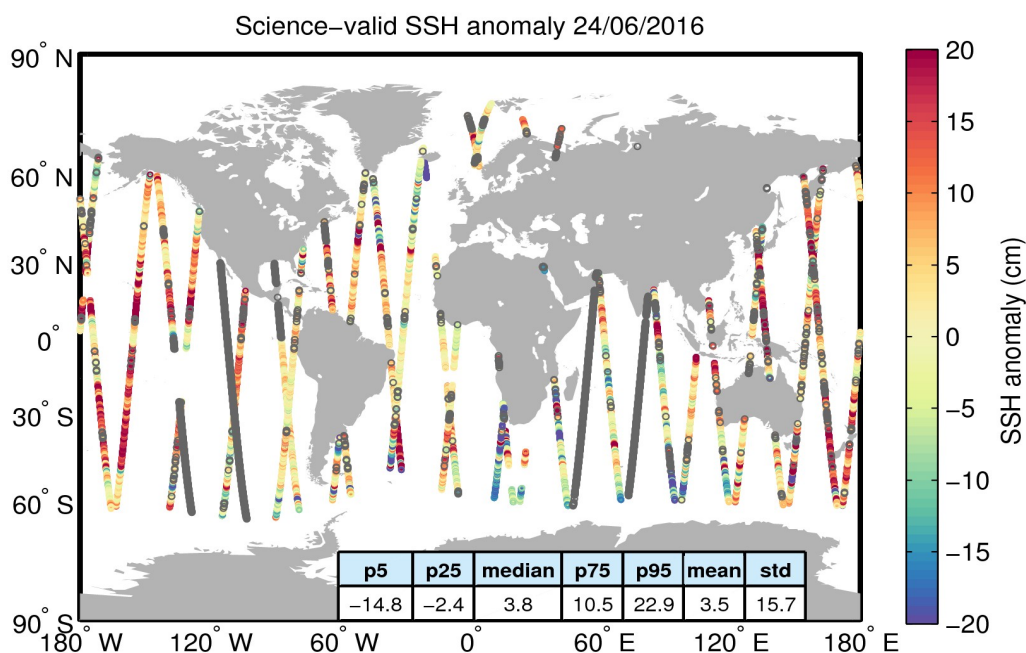 Science−valid SSH anomaly 24/06/2016
90° N
60° N
30° N
0°
30° S
60° S
90° S
180° W
120° W
60° W
0°
60° E
120° E
180° E
p5 p25 median p75 p95 mean std
−14.8 −2.4 3.8 10.5 22.9 3.5 15.7
20
15
10
5
0
−5
−10
−15
−20
SSH anomaly (cm)